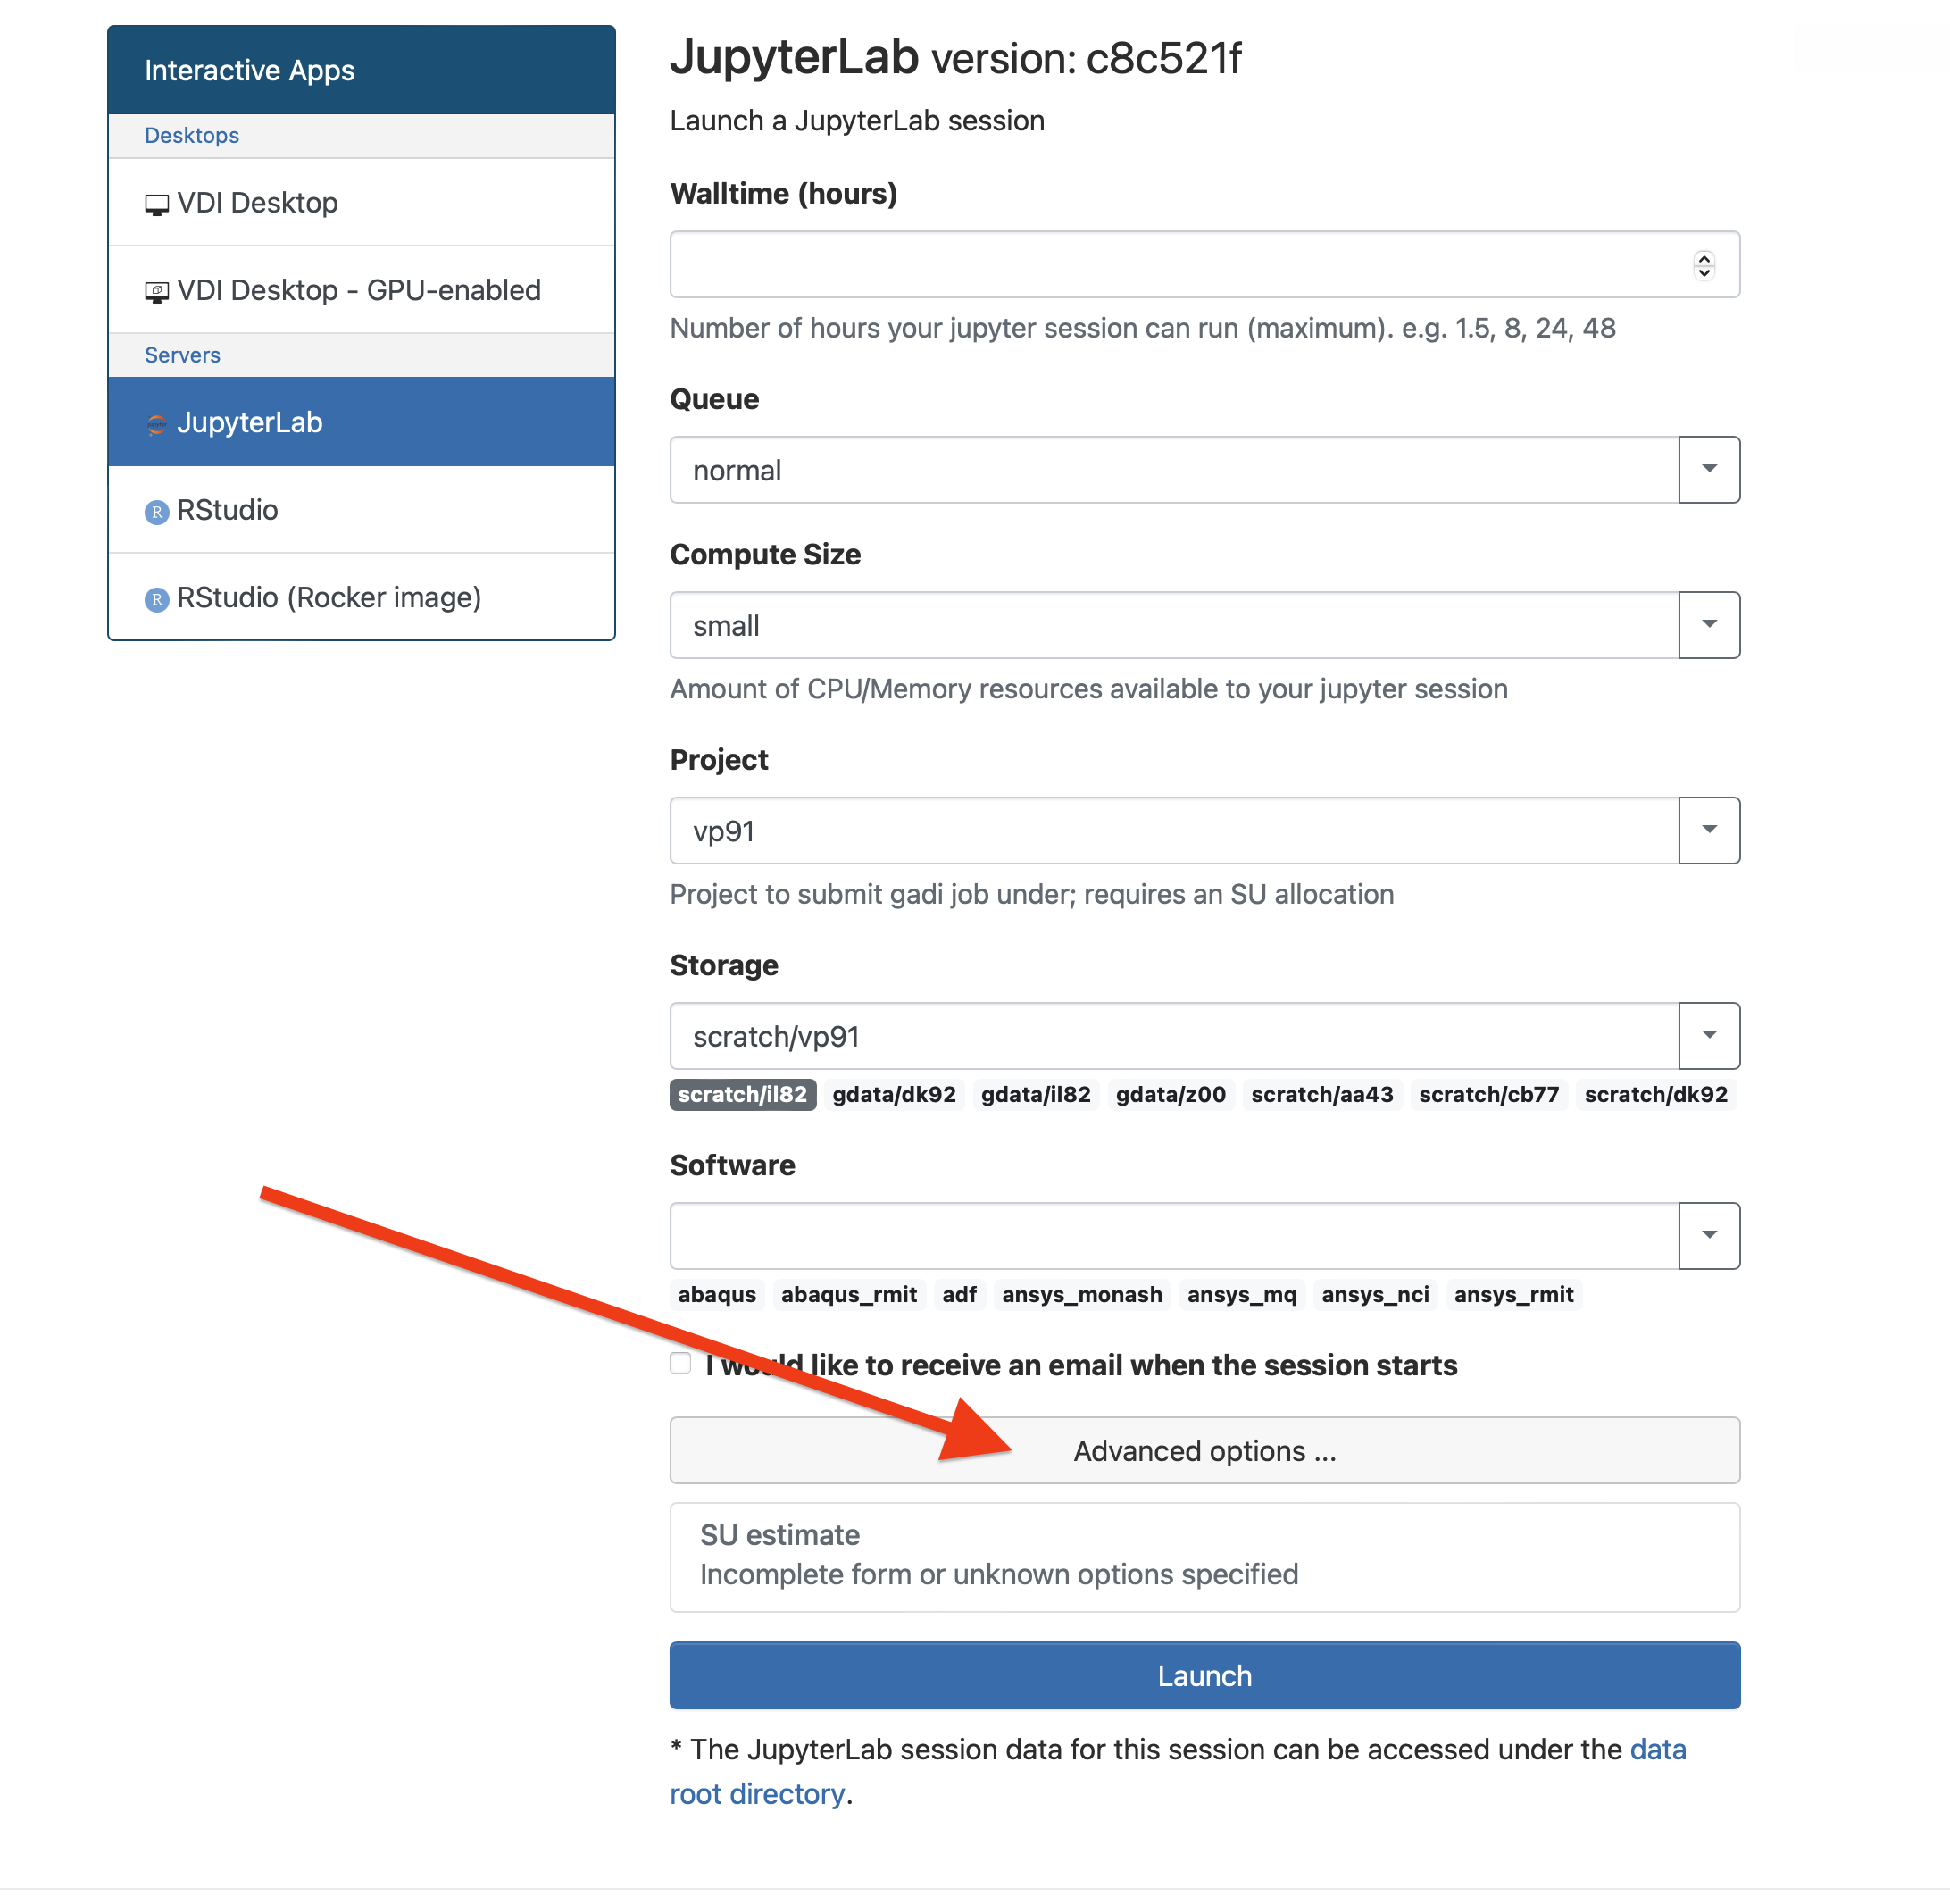 Interactive Apps
Desktops
VDI Desktop
VDI Desktop - GPU-enabled
Servers
JupyterLab
RStudio
RStudio (Rocker image)
JupyterLab version: c8c521f
Launch a JupyterLab session
Walltime (hours)
Number of hours your jupyter session can run (maximum). e.g. 1.5, 8, 24, 48
Queue
normal
Compute Size
small
Amount of CPU/Memory resources available to your jupyter session
Project
vp91
Project to submit gadi job under; requires an SU allocation
Storage
scratch/vp91
scratch/il82 gdata/dk92 gdata/il82 gdata/z00 scratch/aa43 scratch/cb77 scratch/dk92
Software
abaqus abaqus_rmit adf ansys_monash ansys_mq ansys_nci ansys_rmit
I would like to receive an email when the session starts
Advanced options ...
SU estimate
Incomplete form or unknown options specified
Launch
* The JupyterLab session data for this session can be accessed under the data
root directory.